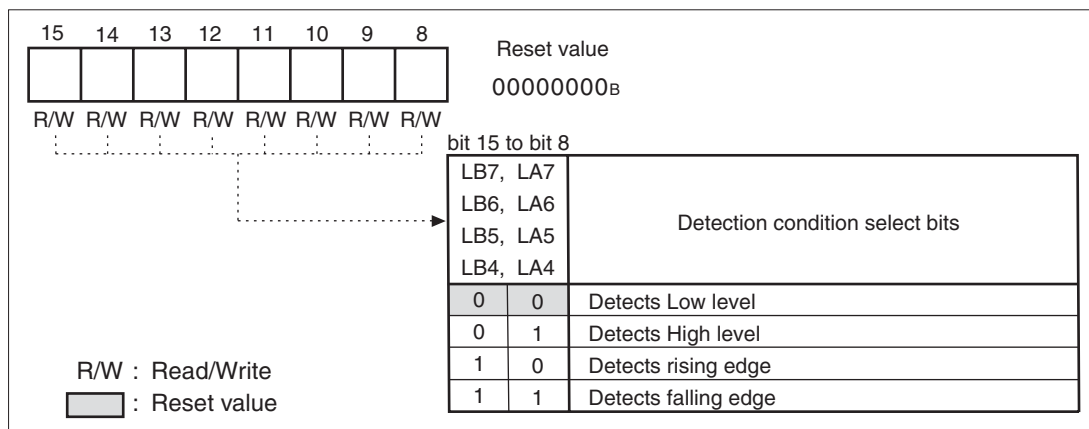 15 14 13 12 11 10 9 8
Reset value
00000000B
R/W R/W R/W R/W R/W R/W R/W R/W
bit 15 to bit 8
LB7, LA7
LB6, LA6
LB5, LA5
LB4, LA4
Detection condition select bits
0 0 Detects Low level
0 1 Detects High level
1 0 Detects rising edge
1 1 Detects falling edge
R/W : Read/Write
: Reset value